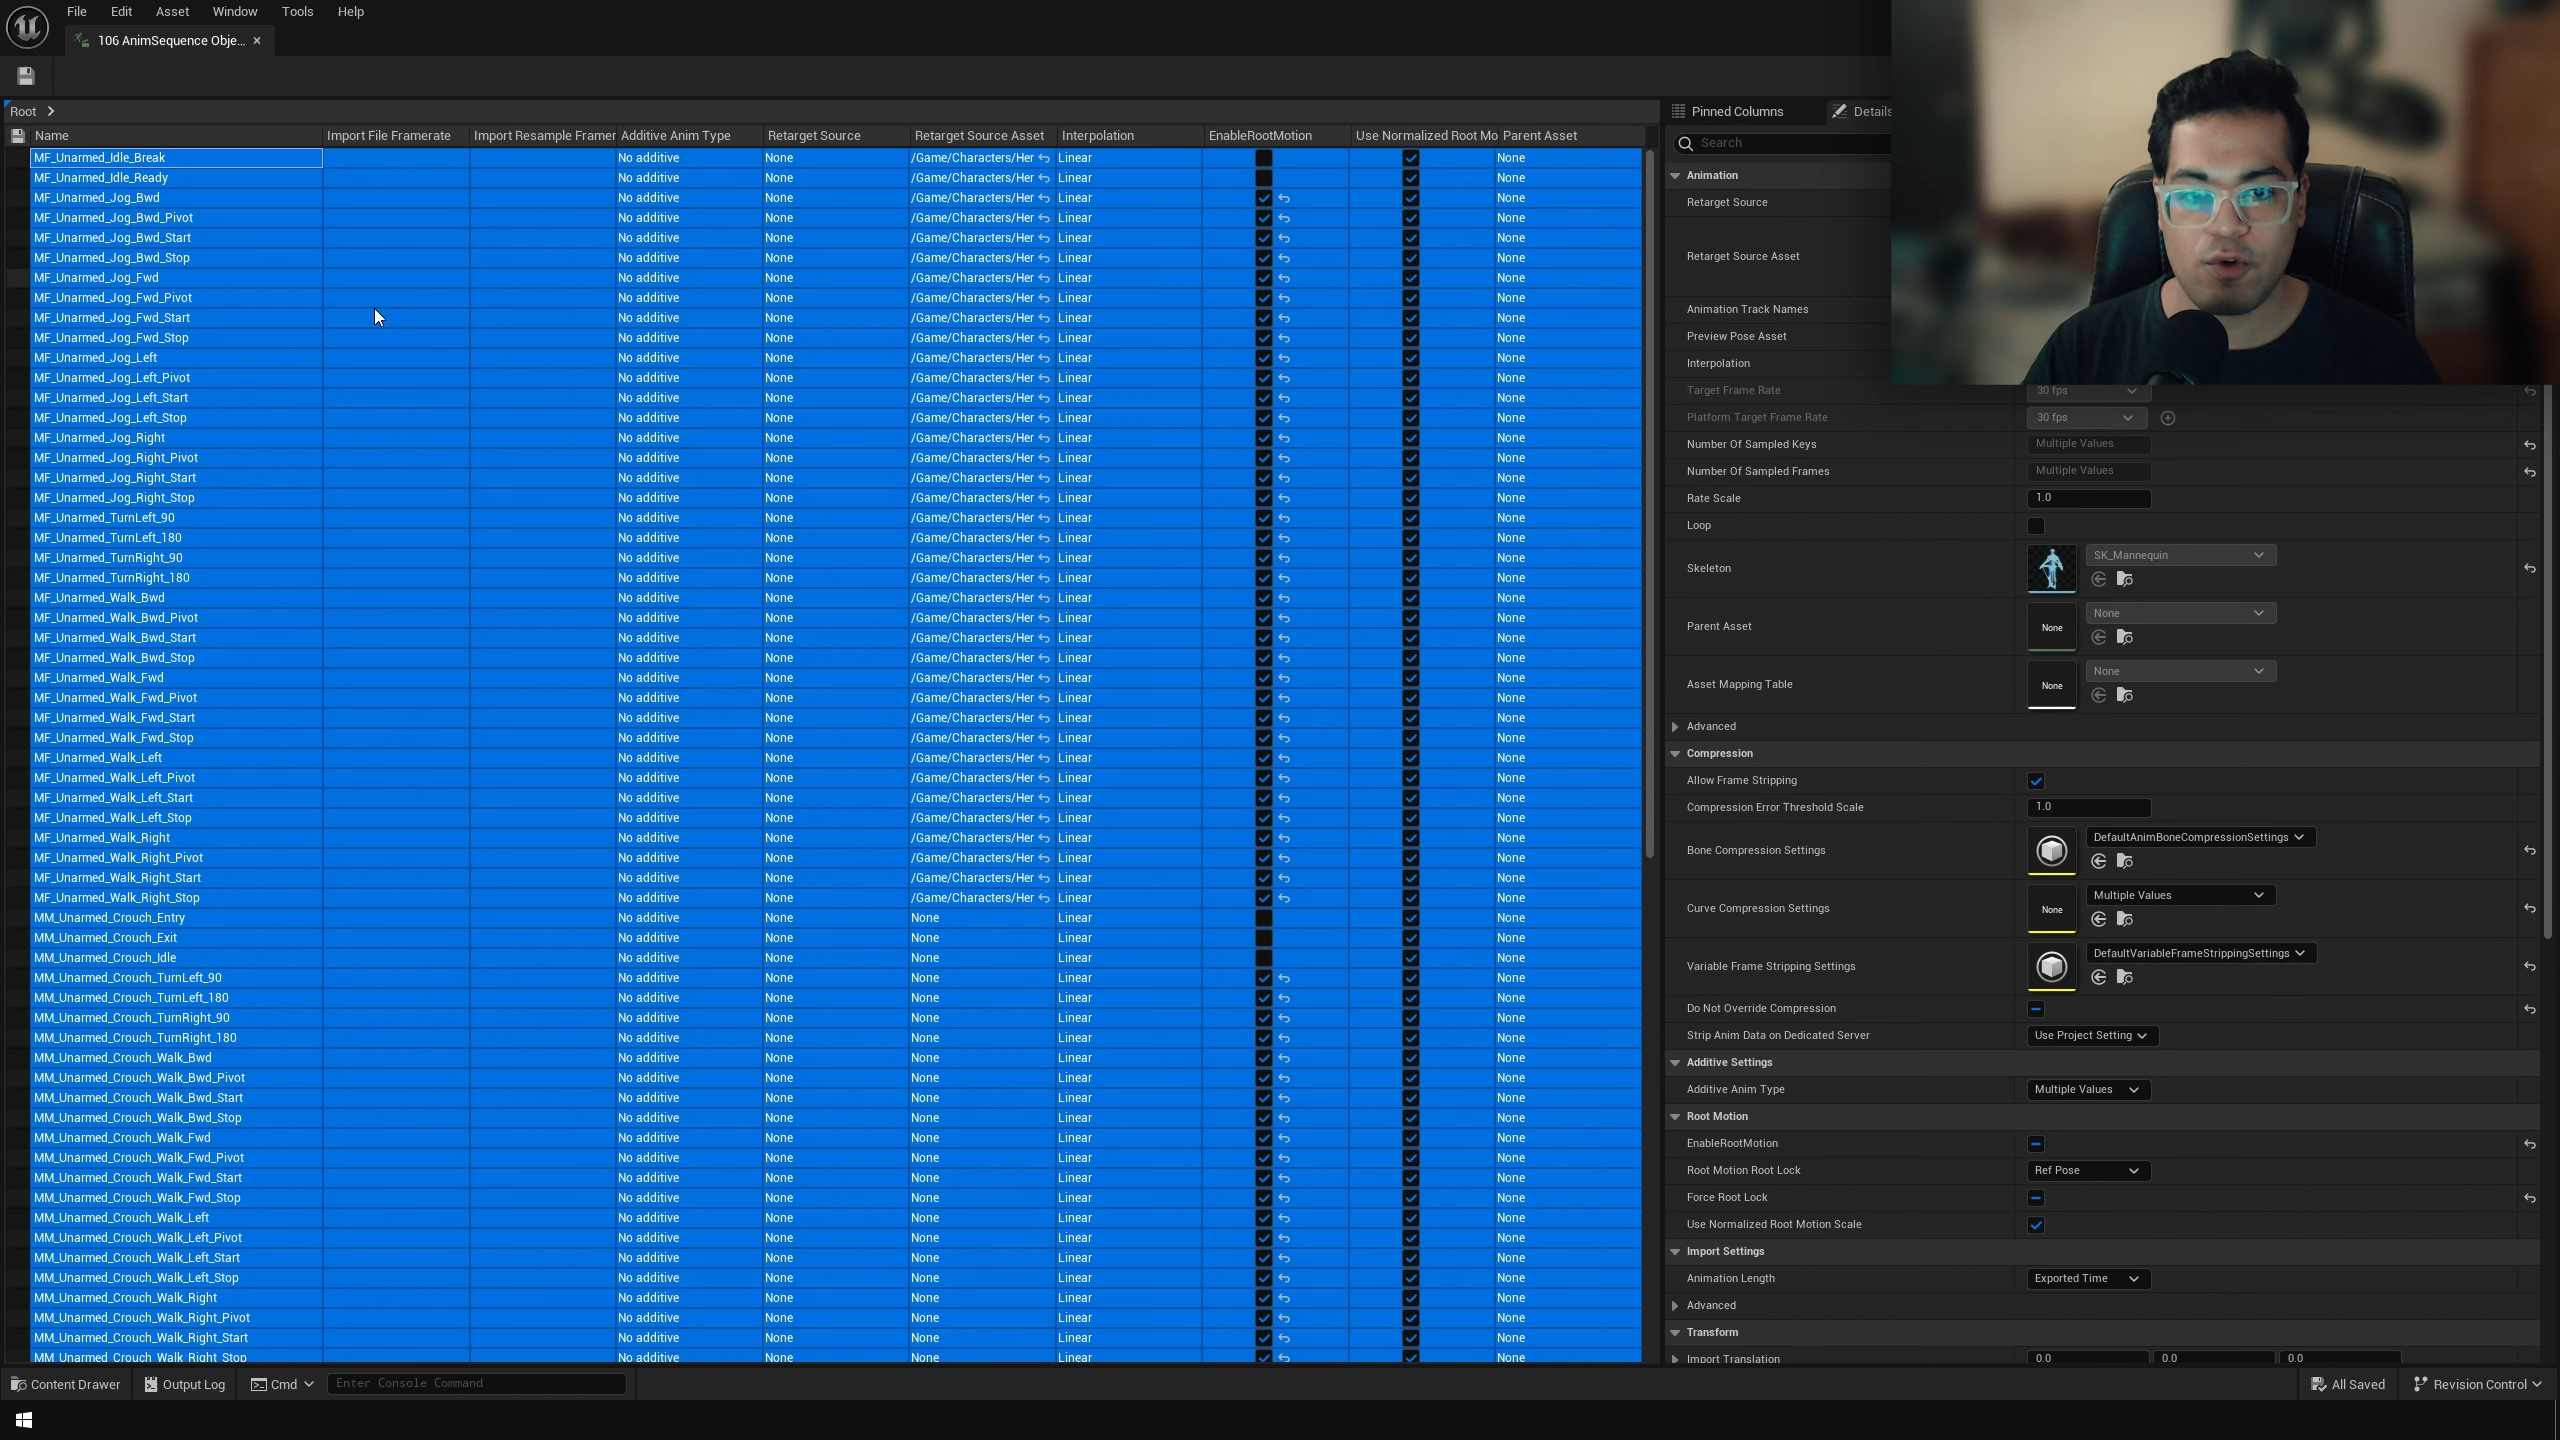 File Edit Asset Window Tools Help
106 AnimSequence Obje...
Root
Name Import File Framerate Import Resample Framer Additive Anim Type Retarget Source Retarget Source Asset Interpolation EnableRootMotion Use Normalized Root Mo Parent Asset
MF_Unarmed_Idle_Break No additive None /Game/Characters/Her Linear None
MF_Unarmed_Idle_Ready No additive None /Game/Characters/Her Linear None
MF_Unarmed_Jog_Bwd No additive None /Game/Characters/Her Linear None
MF_Unarmed_Jog_Bwd_Pivot No additive None /Game/Characters/Her Linear None
MF_Unarmed_Jog_Bwd_Start No additive None /Game/Characters/Her Linear None
MF_Unarmed_Jog_Bwd_Stop No additive None /Game/Characters/Her Linear None
MF_Unarmed_Jog_Fwd No additive None /Game/Characters/Her Linear None
MF_Unarmed_Jog_Fwd_Pivot No additive None /Game/Characters/Her Linear None
MF_Unarmed_Jog_Fwd_Start No additive None /Game/Characters/Her Linear None
MF_Unarmed_Jog_Fwd_Stop No additive None /Game/Characters/Her Linear None
MF_Unarmed_Jog_Left No additive None /Game/Characters/Her Linear None
MF_Unarmed_Jog_Left_Pivot No additive None /Game/Characters/Her Linear None
MF_Unarmed_Jog_Left_Start No additive None /Game/Characters/Her Linear None
MF_Unarmed_Jog_Left_Stop No additive None /Game/Characters/Her Linear None
MF_Unarmed_Jog_Right No additive None /Game/Characters/Her Linear None
MF_Unarmed_Jog_Right_Pivot No additive None /Game/Characters/Her Linear None
MF_Unarmed_Jog_Right_Start No additive None /Game/Characters/Her Linear None
MF_Unarmed_Jog_Right_Stop No additive None /Game/Characters/Her Linear None
MF_Unarmed_TurnLeft_90 No additive None /Game/Characters/Her Linear None
MF_Unarmed_TurnLeft_180 No additive None /Game/Characters/Her Linear None
MF_Unarmed_TurnRight_90 No additive None /Game/Characters/Her Linear None
MF_Unarmed_TurnRight_180 No additive None /Game/Characters/Her Linear None
MF_Unarmed_Walk_Bwd No additive None /Game/Characters/Her Linear None
MF_Unarmed_Walk_Bwd_Pivot No additive None /Game/Characters/Her Linear None
MF_Unarmed_Walk_Bwd_Start No additive None /Game/Characters/Her Linear None
MF_Unarmed_Walk_Bwd_Stop No additive None /Game/Characters/Her Linear None
MF_Unarmed_Walk_Fwd No additive None /Game/Characters/Her Linear None
MF_Unarmed_Walk_Fwd_Pivot No additive None /Game/Characters/Her Linear None
MF_Unarmed_Walk_Fwd_Start No additive None /Game/Characters/Her Linear None
MF_Unarmed_Walk_Fwd_Stop No additive None /Game/Characters/Her Linear None
MF_Unarmed_Walk_Left No additive None /Game/Characters/Her Linear None
MF_Unarmed_Walk_Left_Pivot No additive None /Game/Characters/Her Linear None
MF_Unarmed_Walk_Left_Start No additive None /Game/Characters/Her Linear None
MF_Unarmed_Walk_Left_Stop No additive None /Game/Characters/Her Linear None
MF_Unarmed_Walk_Right No additive None /Game/Characters/Her Linear None
MF_Unarmed_Walk_Right_Pivot No additive None /Game/Characters/Her Linear None
MF_Unarmed_Walk_Right_Start No additive None /Game/Characters/Her Linear None
MF_Unarmed_Walk_Right_Stop No additive None /Game/Characters/Her Linear None
MM_Unarmed_Crouch_Entry No additive None None Linear None
MM_Unarmed_Crouch_Exit No additive None None Linear None
MM_Unarmed_Crouch_Idle No additive None None Linear None
MM_Unarmed_Crouch_TurnLeft_90 No additive None None Linear None
MM_Unarmed_Crouch_TurnLeft_180 No additive None None Linear None
MM_Unarmed_Crouch_TurnRight_90 No additive None None Linear None
MM_Unarmed_Crouch_TurnRight_180 No additive None None Linear None
MM_Unarmed_Crouch_Walk_Bwd No additive None None Linear None
MM_Unarmed_Crouch_Walk_Bwd_Pivot No additive None None Linear None
MM_Unarmed_Crouch_Walk_Bwd_Start No additive None None Linear None
MM_Unarmed_Crouch_Walk_Bwd_Stop No additive None None Linear None
MM_Unarmed_Crouch_Walk_Fwd No additive None None Linear None
MM_Unarmed_Crouch_Walk_Fwd_Pivot No additive None None Linear None
MM_Unarmed_Crouch_Walk_Fwd_Start No additive None None Linear None
MM_Unarmed_Crouch_Walk_Fwd_Stop No additive None None Linear None
MM_Unarmed_Crouch_Walk_Left No additive None None Linear None
MM_Unarmed_Crouch_Walk_Left_Pivot No additive None None Linear None
MM_Unarmed_Crouch_Walk_Left_Start No additive None None Linear None
MM_Unarmed_Crouch_Walk_Left_Stop No additive None None Linear None
MM_Unarmed_Crouch_Walk_Right No additive None None Linear None
MM_Unarmed_Crouch_Walk_Right_Pivot No additive None None Linear None
MM_Unarmed_Crouch_Walk_Right_Start No additive None None Linear None
MM_Unarmed_Crouch_Walk_Right_Stop No additive None None Linear None
Pinned Columns Details
Search
Animation
Retarget Source
Retarget Source Asset
Animation Track Names
Preview Pose Asset
Interpolation
Target Frame Rate 30 fps
Platform Target Frame Rate 30 fps
Number Of Sampled Keys Multiple Values
Number Of Sampled Frames Multiple Values
Rate Scale 1.0
Loop
Skeleton SK_Mannequin
Parent Asset None None
Asset Mapping Table None None
Advanced
Compression
Allow Frame Stripping
Compression Error Threshold Scale 1.0
Bone Compression Settings DefaultAnimBoneCompressionSettings
Curve Compression Settings None Multiple Values
Variable Frame Stripping Settings DefaultVariableFrameStrippingSettings
Do Not Override Compression
Strip Anim Data on Dedicated Server Use Project Setting
Additive Settings
Additive Anim Type Multiple Values
Root Motion
EnableRootMotion
Root Motion Root Lock Ref Pose
Force Root Lock
Use Normalized Root Motion Scale
Import Settings
Animation Length Exported Time
Advanced
Transform
Import Translation 0.0 0.0 0.0
Content Drawer Output Log Cmd Enter Console Command All Saved Revision Control